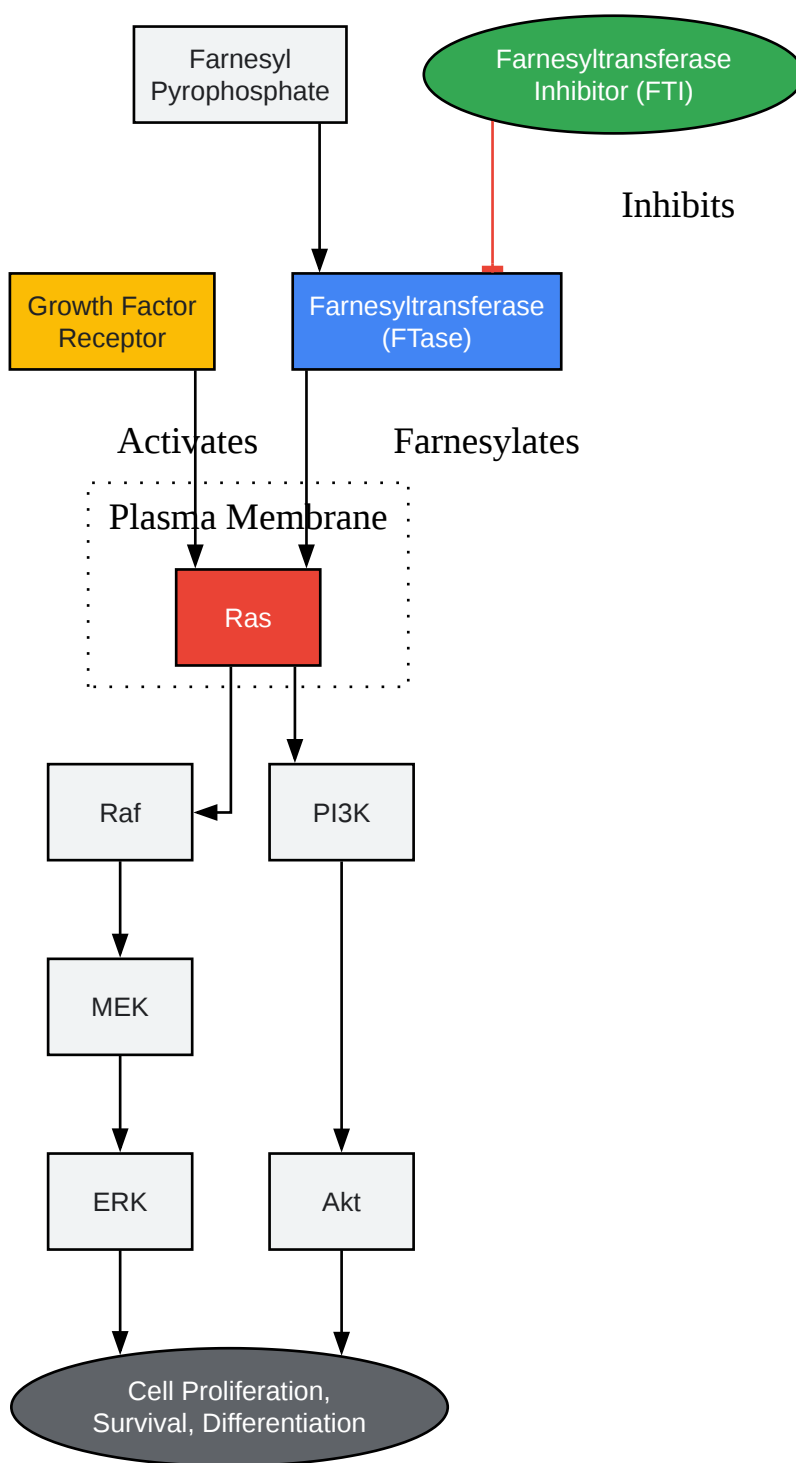 Farnesyl
Pyrophosphate
Farnesyltransferase
Inhibitor (FTI)
Inhibits
Growth Factor
Receptor
Farnesyltransferase
(FTase)
Activates
Farnesylates
Plasma Membrane
Ras
Raf
PI3K
MEK
ERK
Akt
Cell Proliferation,
Survival, Differentiation